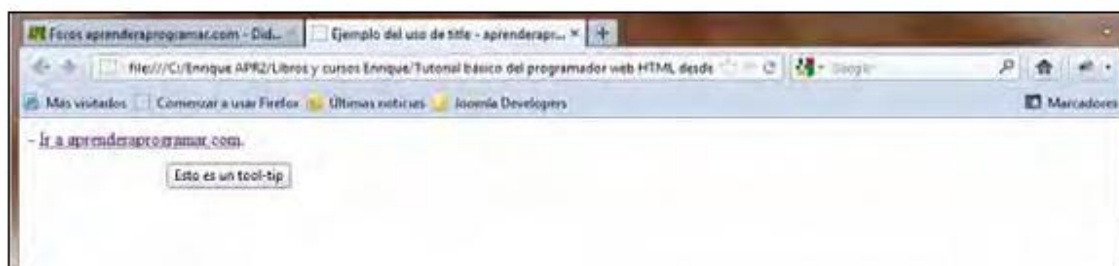 Foros aprenderaprogramar.com - Did...
Ejemplo del uso de title - aprenderapr...
file:///C:/Enrique APR2/Libros y cursos Enrique/Tutorial básico del programador web HTML desde
Google
Más visitados
Comenzar a usar Firefox
Últimas noticias
Joomla Developers
Marcadores
- Ir a aprenderaprogramar.com.
Esto es un tool-tip